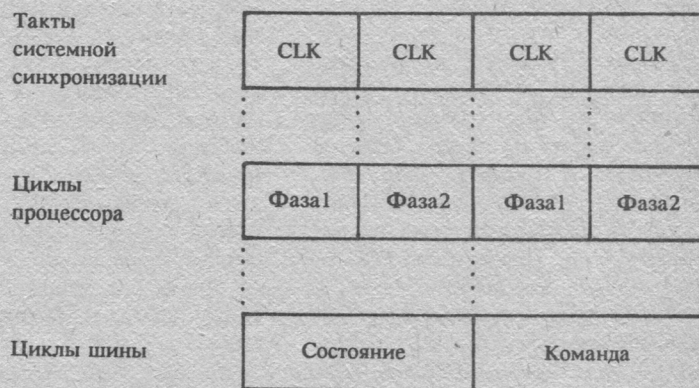 Такты
системной
синхронизации
CLK CLK CLK CLK
Циклы
процессора
Фаза1 Фаза2 Фаза1 Фаза2
Циклы шины
Состояние Команда